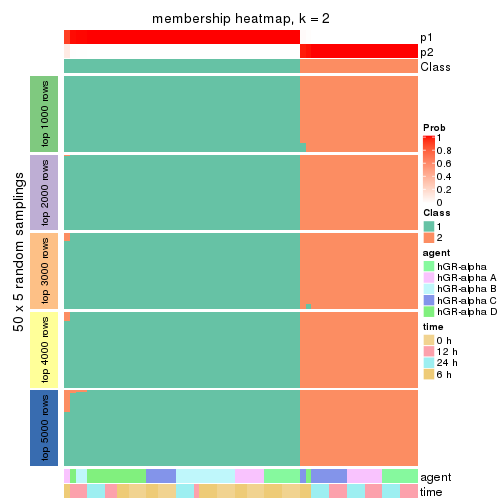 membership heatmap, k = 2
p1
p2
Class
50 x 5 random samplings
top 1000 rows
top 2000 rows
top 3000 rows
top 4000 rows
top 5000 rows
Prob
1
0.8
0.6
0.4
0.2
0
Class
1
2
agent
hGR-alpha
hGR-alpha A
hGR-alpha B
hGR-alpha C
hGR-alpha D
time
0 h
12 h
24 h
6 h
agent
time